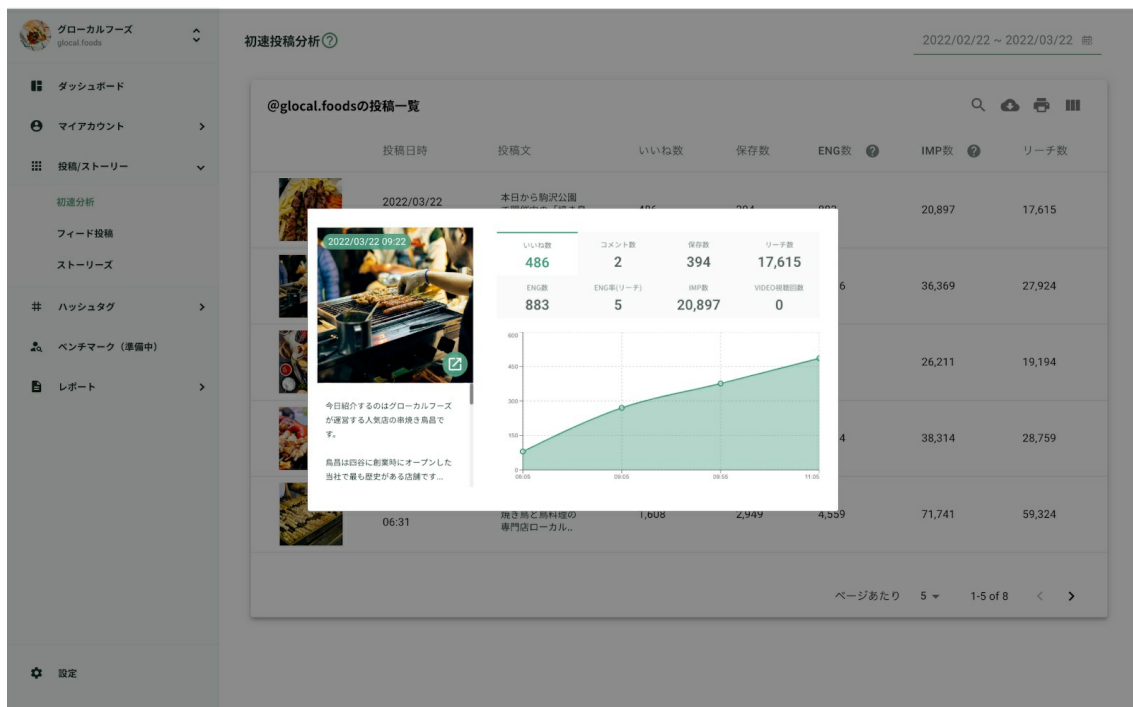 グローカルフーズ
glocal.foods
ダッシュボード
マイアカウント
投稿/ストーリー
初速分析
フィード投稿
ストーリーズ
ハッシュタグ
ベンチマーク（準備中）
レポート
設定
初速投稿分析
2022/02/22 ~ 2022/03/22
@glocal.foodsの投稿一覧
投稿日時 投稿文 いいね数 保存数 ENG数 IMP数 リーチ数
2022/03/22 本日から駒沢公園
20,897 17,615
6 36,369 27,924
26,211 19,194
4 38,314 28,759
06:31 焼き鳥と鳥料理の 1,608 2,949 4,559 71,741 59,324
専門店ローカル..
ページあたり 5 1-5 of 8
2022/03/22 09:22
今日紹介するのはグローカルフーズ
が運営する人気店の串焼き鳥昌で
す。
鳥昌は四谷に創業時にオープンした
当社で最も歴史がある店舗です...
いいね数 コメント数 保存数 リーチ数
486 2 394 17,615
ENG数 ENG率(リーチ) IMP数 VIDEO視聴回数
883 5 20,897 0
600
450
300
150
0
06:05 09:05 09:55 11:05